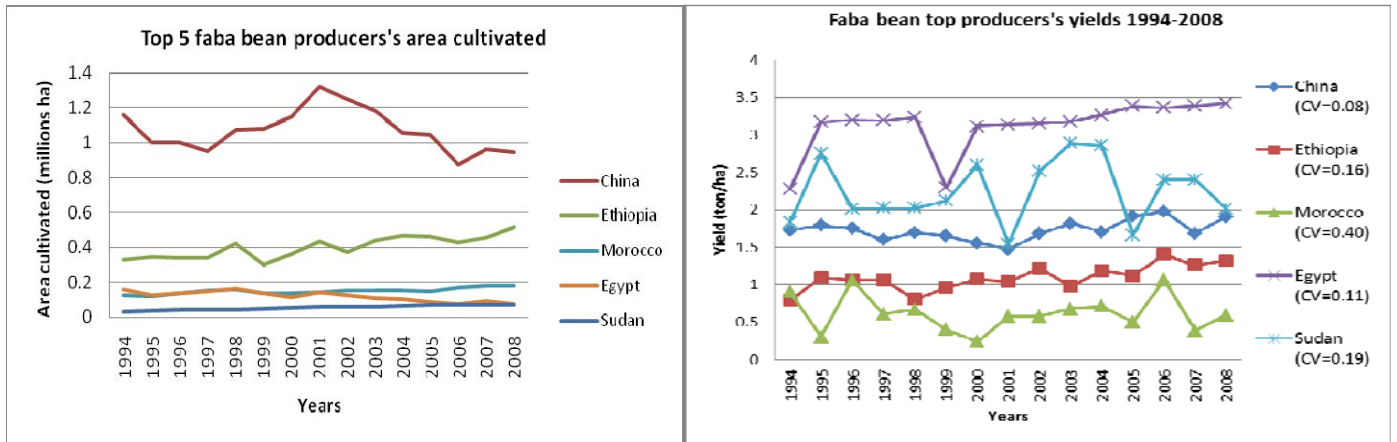 Top 5 faba bean producers's area cultivated
Area cultivated (millions ha)
1.4
1.2
1
0.8
0.6
0.4
0.2
0
1994
1995
1996
1997
1998
1999
2000
2001
2002
2003
2004
2005
2006
2007
2008
Years
China
Ethiopia
Morocco
Egypt
Sudan
Faba bean top producers's yields 1994-2008
Yield (ton/ha)
4
3.5
3
2.5
2
1.5
1
0.5
0
1994
1995
1996
1997
1998
1999
2000
2001
2002
2003
2004
2005
2006
2007
2008
Years
China
(CV=0.08)
Ethiopia
(CV=0.16)
Morocco
(CV=0.40)
Egypt
(CV=0.11)
Sudan
(CV=0.19)